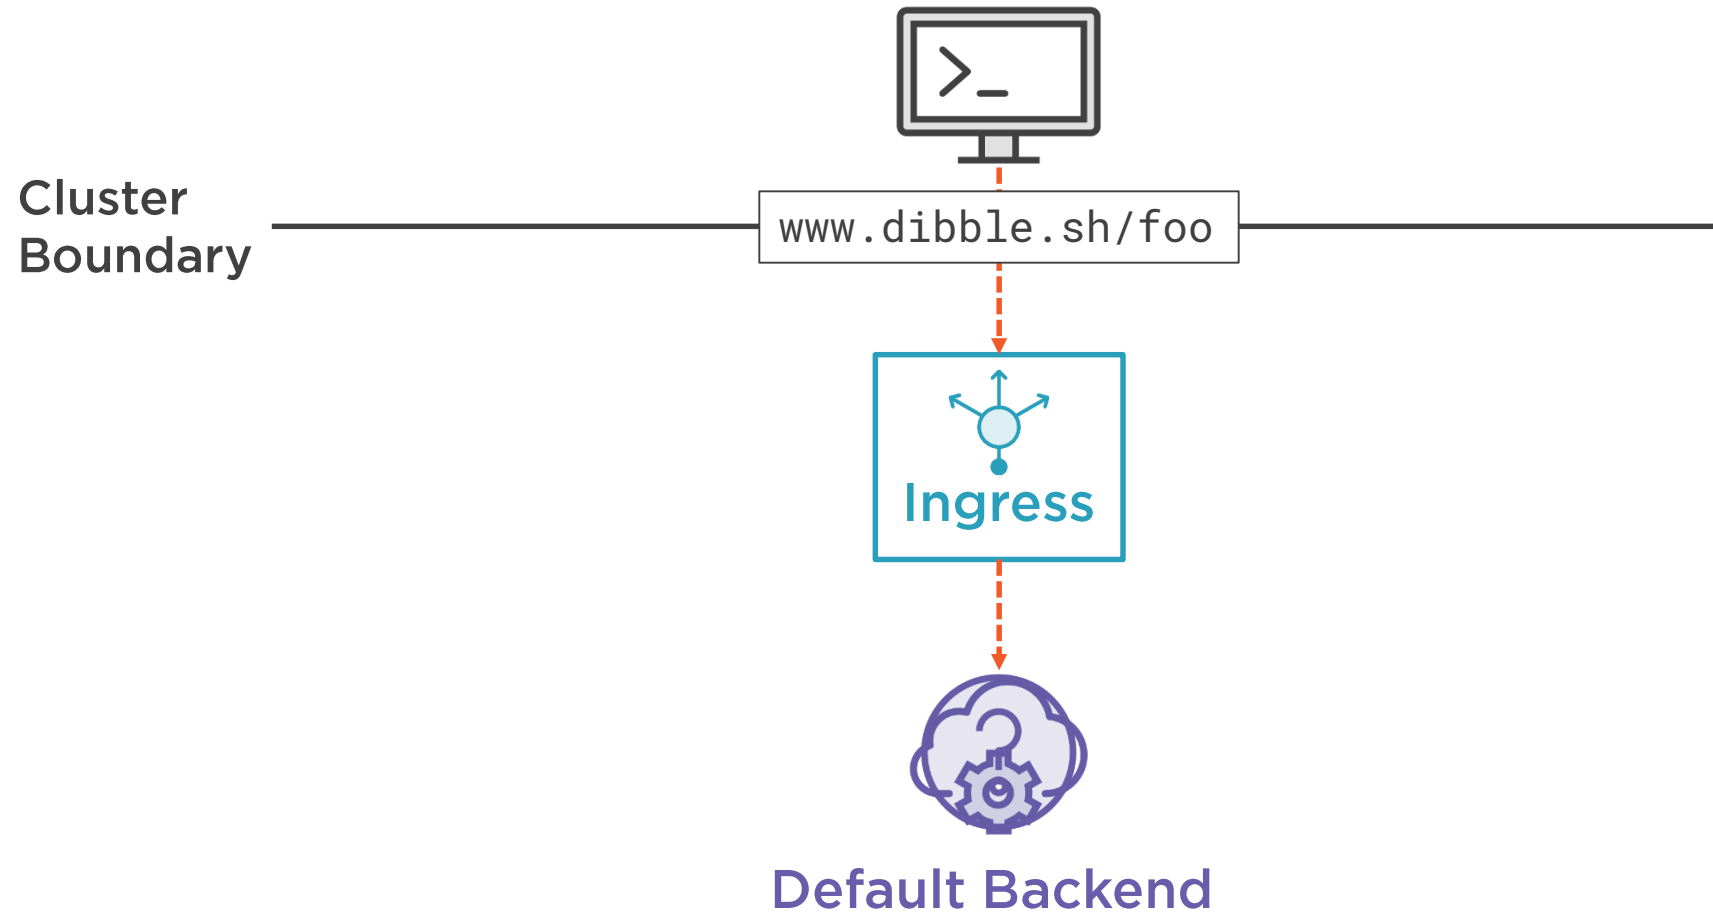 >_
Cluster
Boundary
www.dibble.sh/foo
Ingress
Default Backend